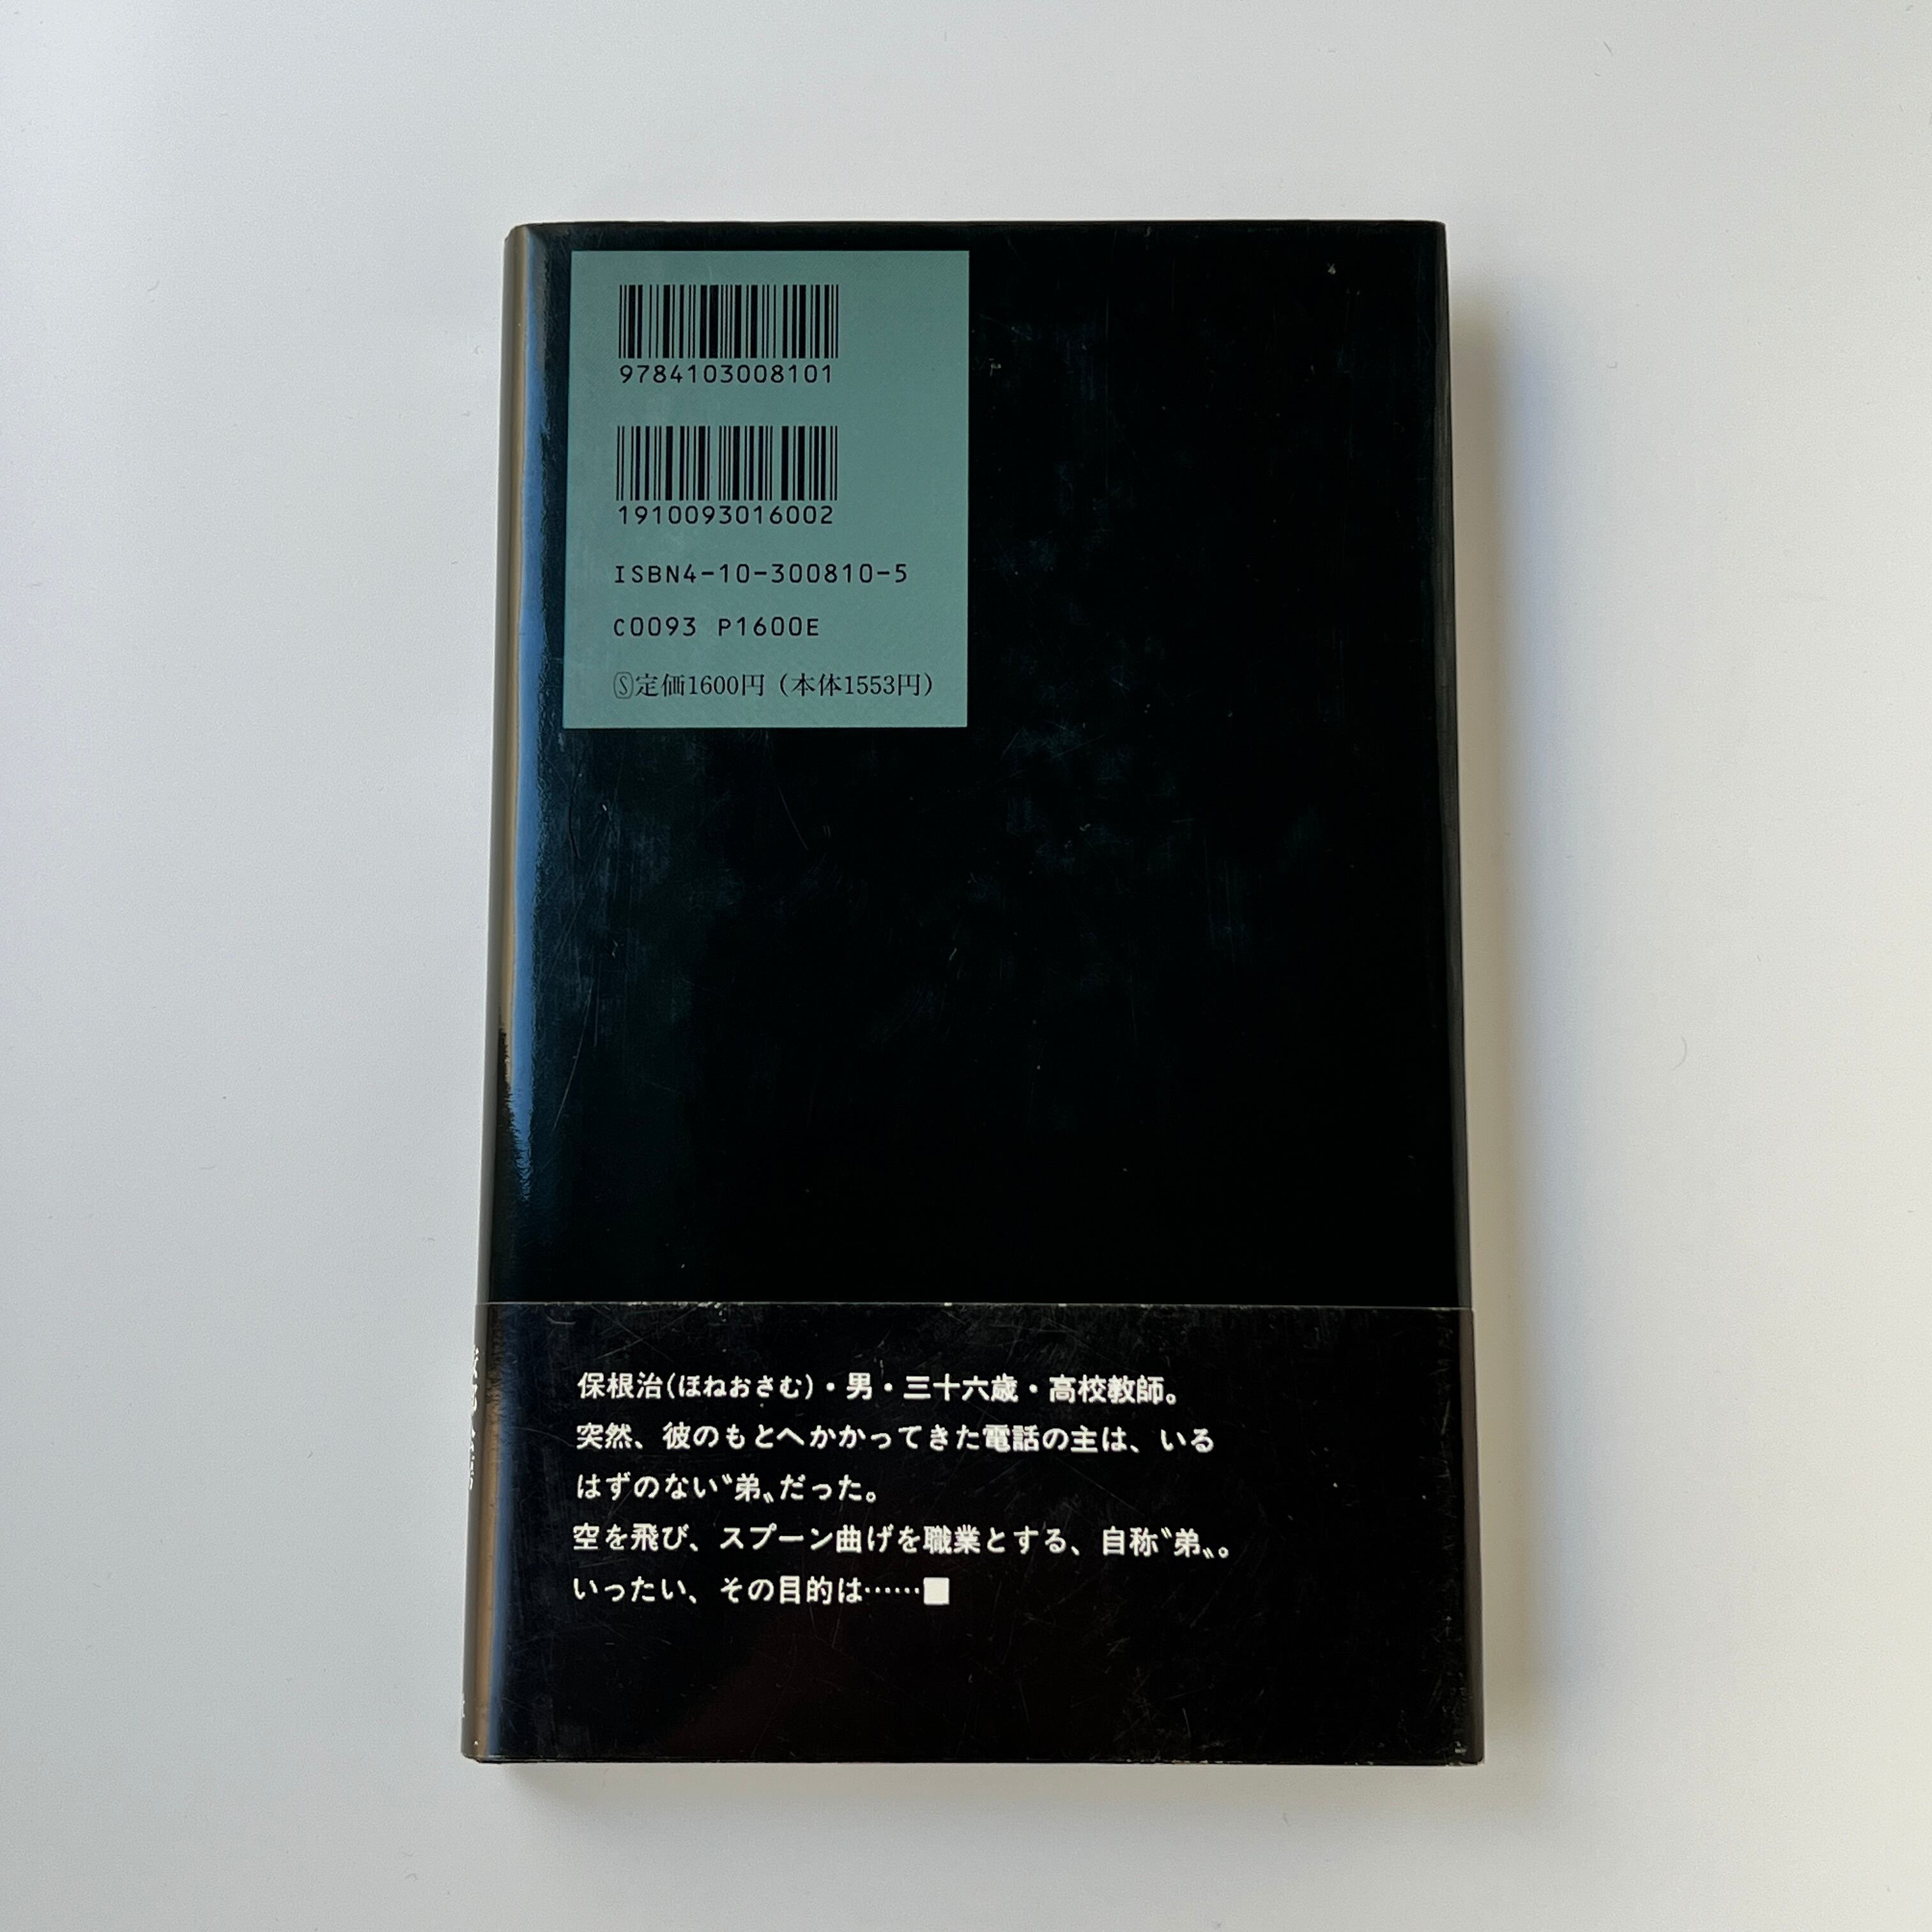 9784103008101
1910093016002
ISBN4-10-300810-5
C0093 P1600E
Ⓢ定価1600円（本体1553円）
保根治(ほねおさむ)・男・三十六歳・高校教師。
突然、彼のもとへかかってきた電話の主は、いる
はずのない〝弟〟だった。
空を飛び、スプーン曲げを職業とする、自称〝弟〟。
いったい、その目的は……■